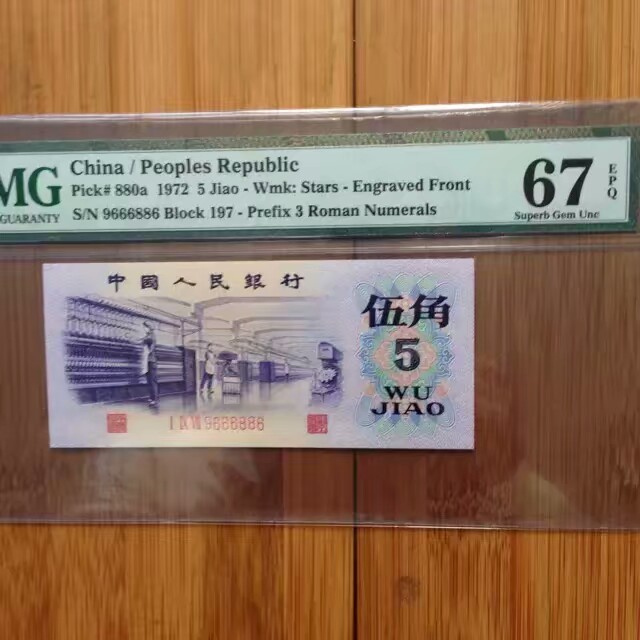 MG
GUARANTY
China / Peoples Republic
Pick# 880a 1972 5 Jiao - Wmk: Stars - Engraved Front
S/N 9666886 Block 197 - Prefix 3 Roman Numerals
67
EPQ
Superb Gem Unc
中國人民銀行
伍角
5
WU
JIAO
I IX VII 9666886